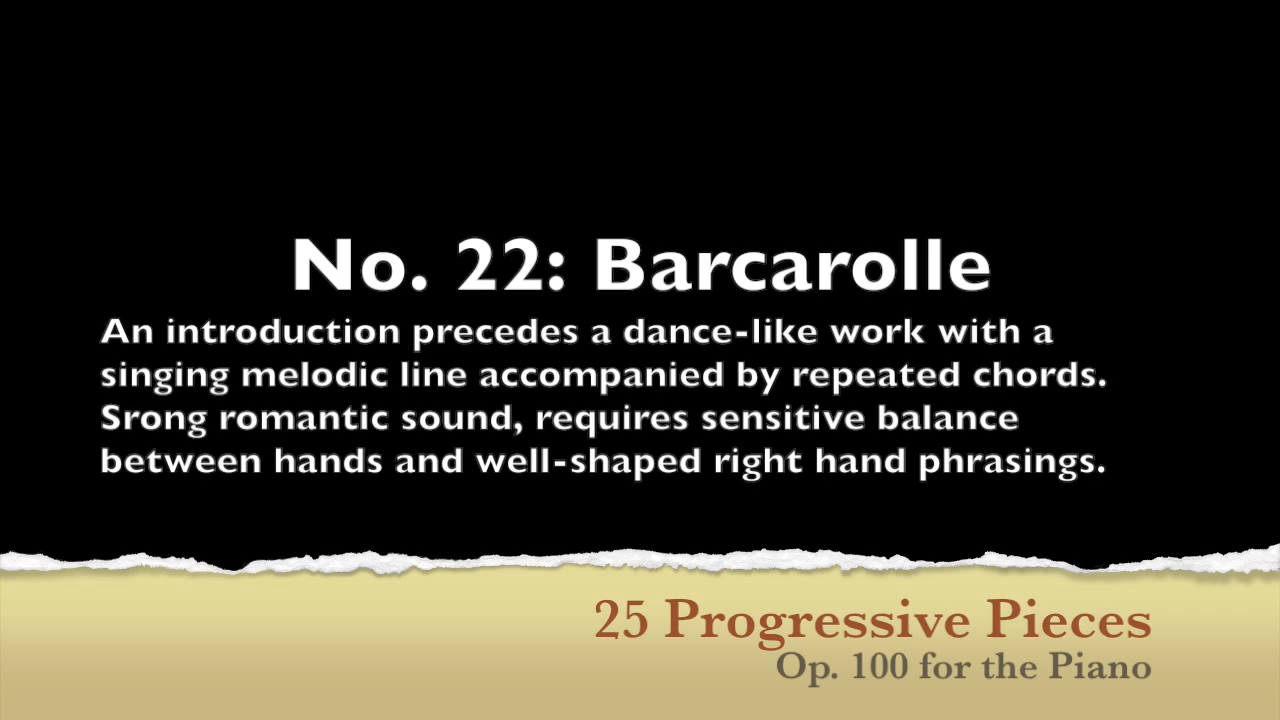 No. 22: Barcarolle
An introduction precedes a dance-like work with a
singing melodic line accompanied by repeated chords.
Srong romantic sound, requires sensitive balance
between hands and well-shaped right hand phrasings.
25 Progressive Pieces
Op. 100 for the Piano